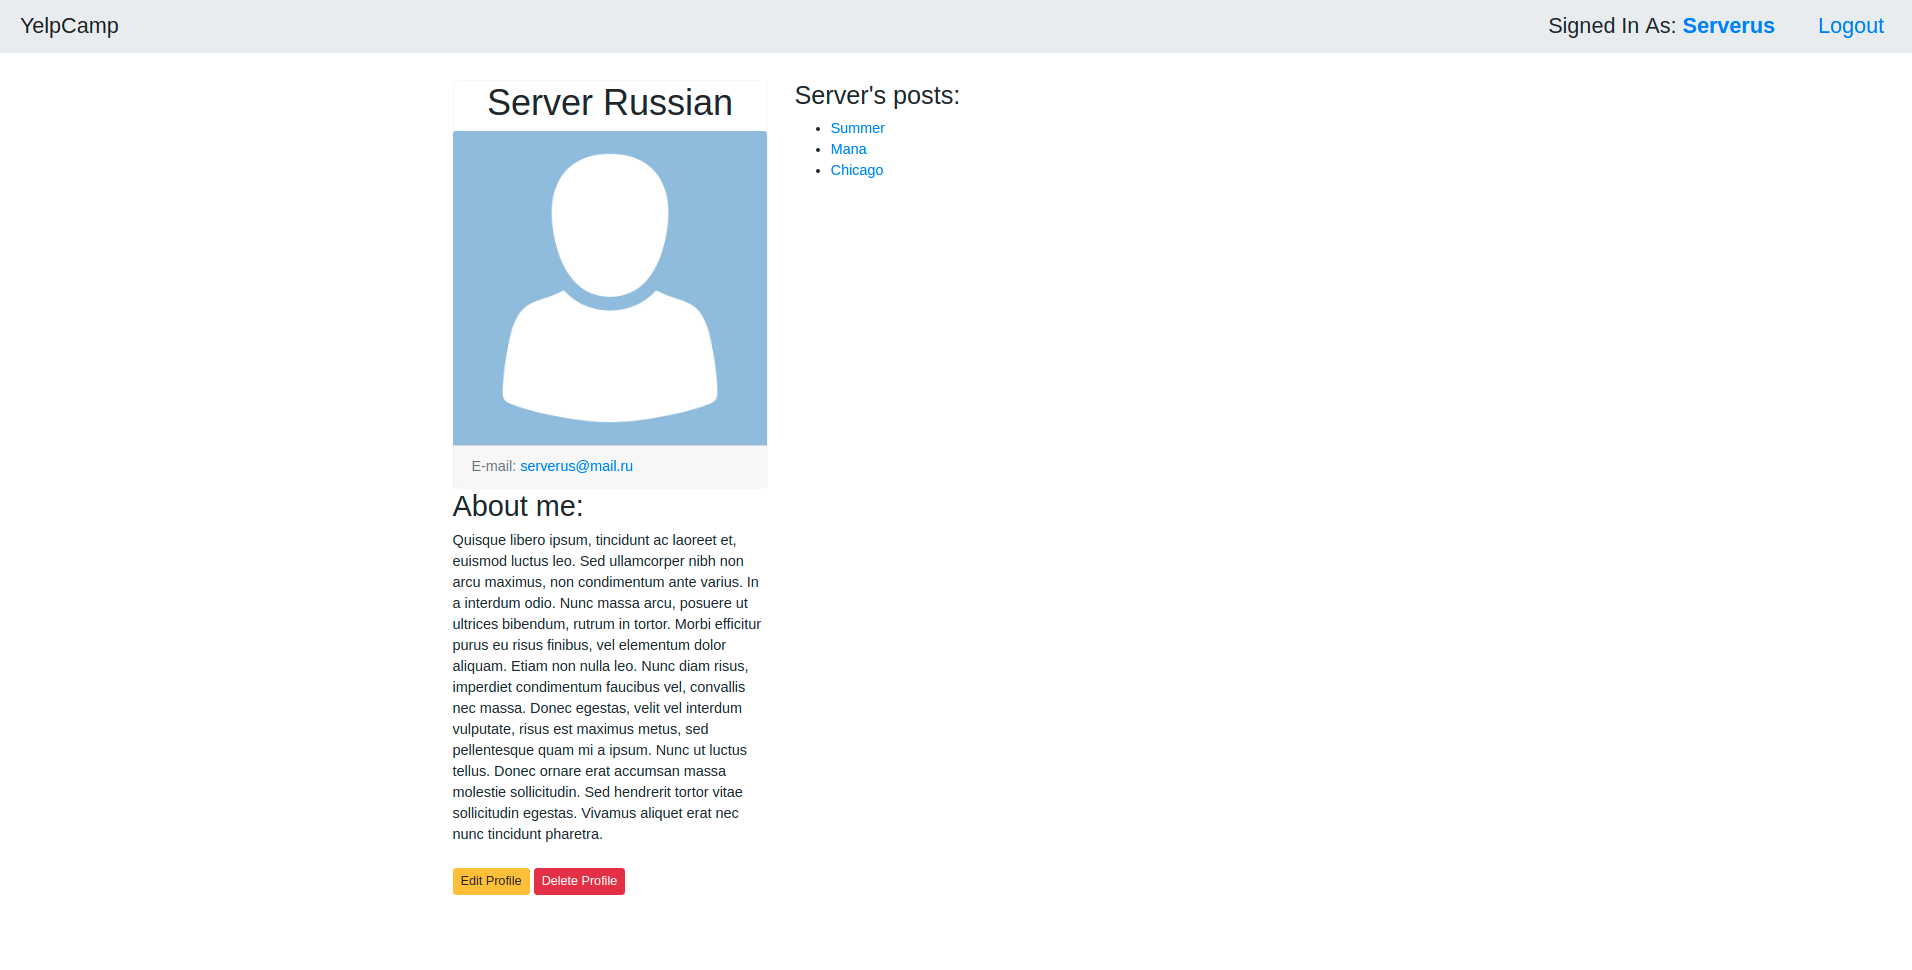 YelpCamp
Signed In As: Serverus
Logout
Server Russian
E-mail: serverus@mail.ru
About me:
Quisque libero ipsum, tincidunt ac laoreet et,
euismod luctus leo. Sed ullamcorper nibh non
arcu maximus, non condimentum ante varius. In
a interdum odio. Nunc massa arcu, posuere ut
ultrices bibendum, rutrum in tortor. Morbi efficitur
purus eu risus finibus, vel elementum dolor
aliquam. Etiam non nulla leo. Nunc diam risus,
imperdiet condimentum faucibus vel, convallis
nec massa. Donec egestas, velit vel interdum
vulputate, risus est maximus metus, sed
pellentesque quam mi a ipsum. Nunc ut luctus
tellus. Donec ornare erat accumsan massa
molestie sollicitudin. Sed hendrerit tortor vitae
sollicitudin egestas. Vivamus aliquet erat nec
nunc tincidunt pharetra.
Edit Profile
Delete Profile
Server's posts:
Summer
Mana
Chicago